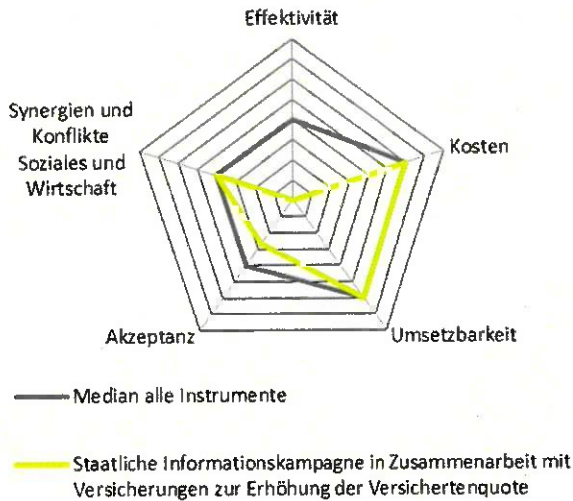 Effektivität
Synergien und
Konflikte
Soziales und
Wirtschaft
Kosten
Akzeptanz
Umsetzbarkeit
Median alle Instrumente
Staatliche Informationskampagne in Zusammenarbeit mit
Versicherungen zur Erhöhung der Versichertenquote